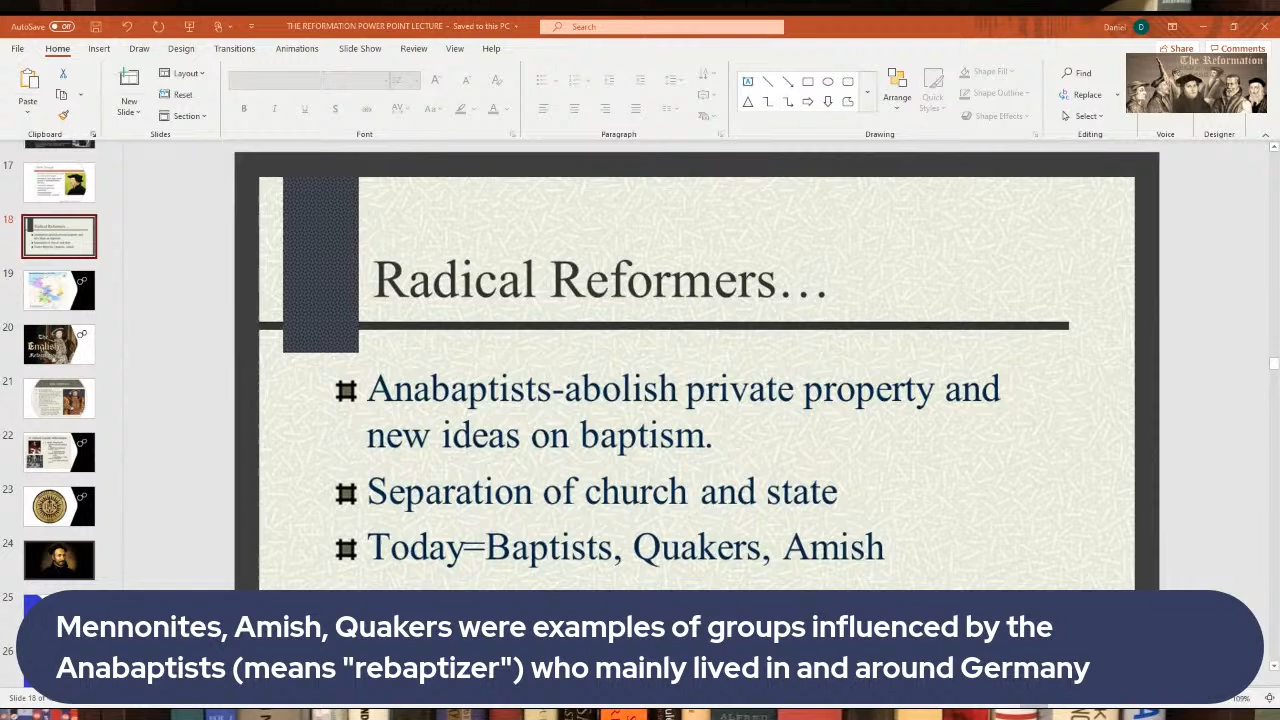 AutoSave Off
THE REFORMATION POWER POINT LECTURE – Saved to this PC
Search
Daniel D
File Home Insert Draw Design Transitions Animations Slide Show Review View Help
Share Comments
The Reformation
Paste
New
Slide
Layout
Reset
Section
Arrange
Quick
Styles
Shape Fill
Shape Outline
Shape Effects
Find
Replace
Select
Clipboard Slides Font Paragraph Drawing Editing Voice Designer
17
18
19
20
21
22
23
24
25
26
Radical Reformers…
Anabaptists-abolish private property and
new ideas on baptism.
Separation of church and state
Today=Baptists, Quakers, Amish
Mennonites, Amish, Quakers were examples of groups influenced by the
Anabaptists (means "rebaptizer") who mainly lived in and around Germany
Slide 18 of
109%